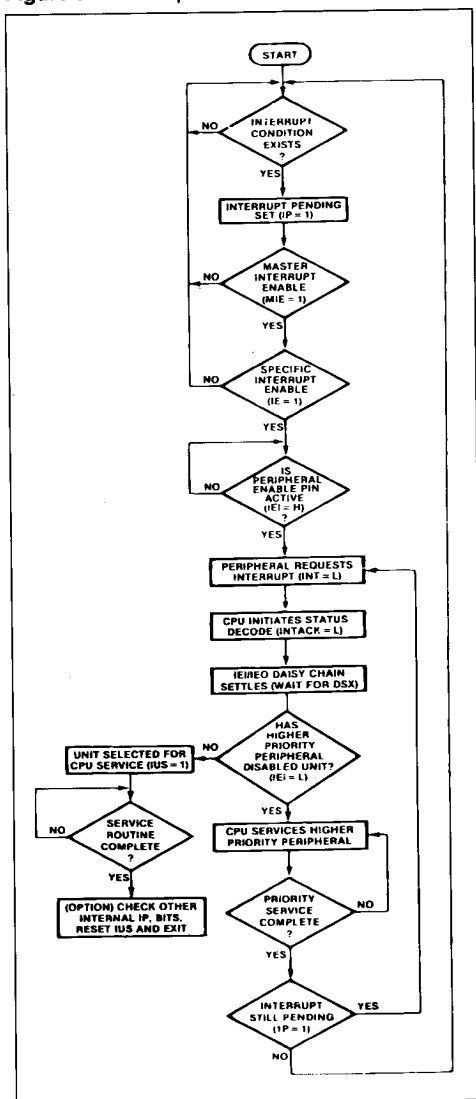 START
INTERRUPT
CONDITION
EXISTS
?
NO
YES
INTERRUPT PENDING
SET (IP = 1)
MASTER
INTERRUPT
ENABLE
(MIE = 1)
NO
YES
SPECIFIC
INTERRUPT
ENABLE
(IE = 1)
NO
YES
IS
PERIPHERAL
ENABLE PIN
ACTIVE
(IEI = H)
?
NO
YES
PERIPHERAL REQUESTS
INTERRUPT (INT = L)
CPU INITIATES STATUS
DECODE (INTACK = L)
IEI/IEO DAISY CHAIN
SETTLES (WAIT FOR DSX)
HAS
HIGHER
PRIORITY
PERIPHERAL
DISABLED UNIT?
(IEI = L)
NO
YES
UNIT SELECTED FOR
CPU SERVICE (IUS = 1)
SERVICE
ROUTINE
COMPLETE
?
NO
YES
(OPTION) CHECK OTHER
INTERNAL IP, BITS,
RESET IUS AND EXIT
CPU SERVICES HIGHER
PRIORITY PERIPHERAL
PRIORITY
SERVICE
COMPLETE
?
NO
YES
INTERRUPT
STILL PENDING
(IP = 1)
YES
NO